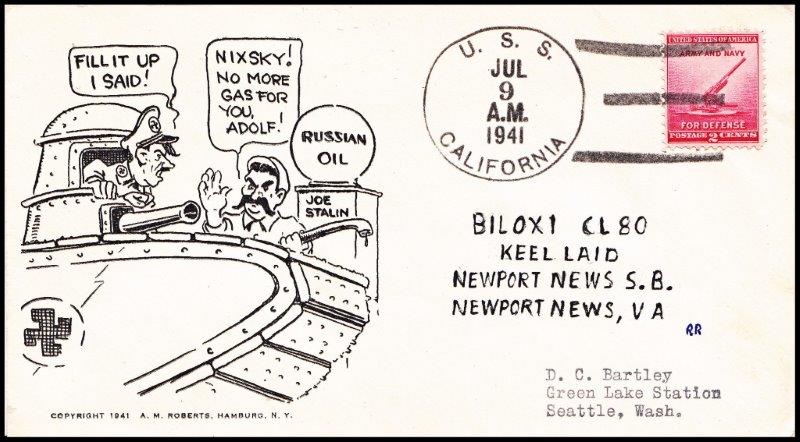 FILL IT UP
I SAID!
NIXSKY!
NO MORE
GAS FOR
YOU,
ADOLF!
RUSSIAN
OIL
JOE
STALIN
COPYRIGHT 1941 A. M. ROBERTS, HAMBURG, N. Y.
U. S. S.
JUL
9
A.M.
1941
CALIFORNIA
UNITED STATES OF AMERICA
ARMY AND NAVY
FOR DEFENSE
POSTAGE 2 CENTS
BILOXI CL80
KEEL LAID
NEWPORT NEWS S.B.
NEWPORT NEWS, VA
RR
D. C. Bartley
Green Lake Station
Seattle, Wash.